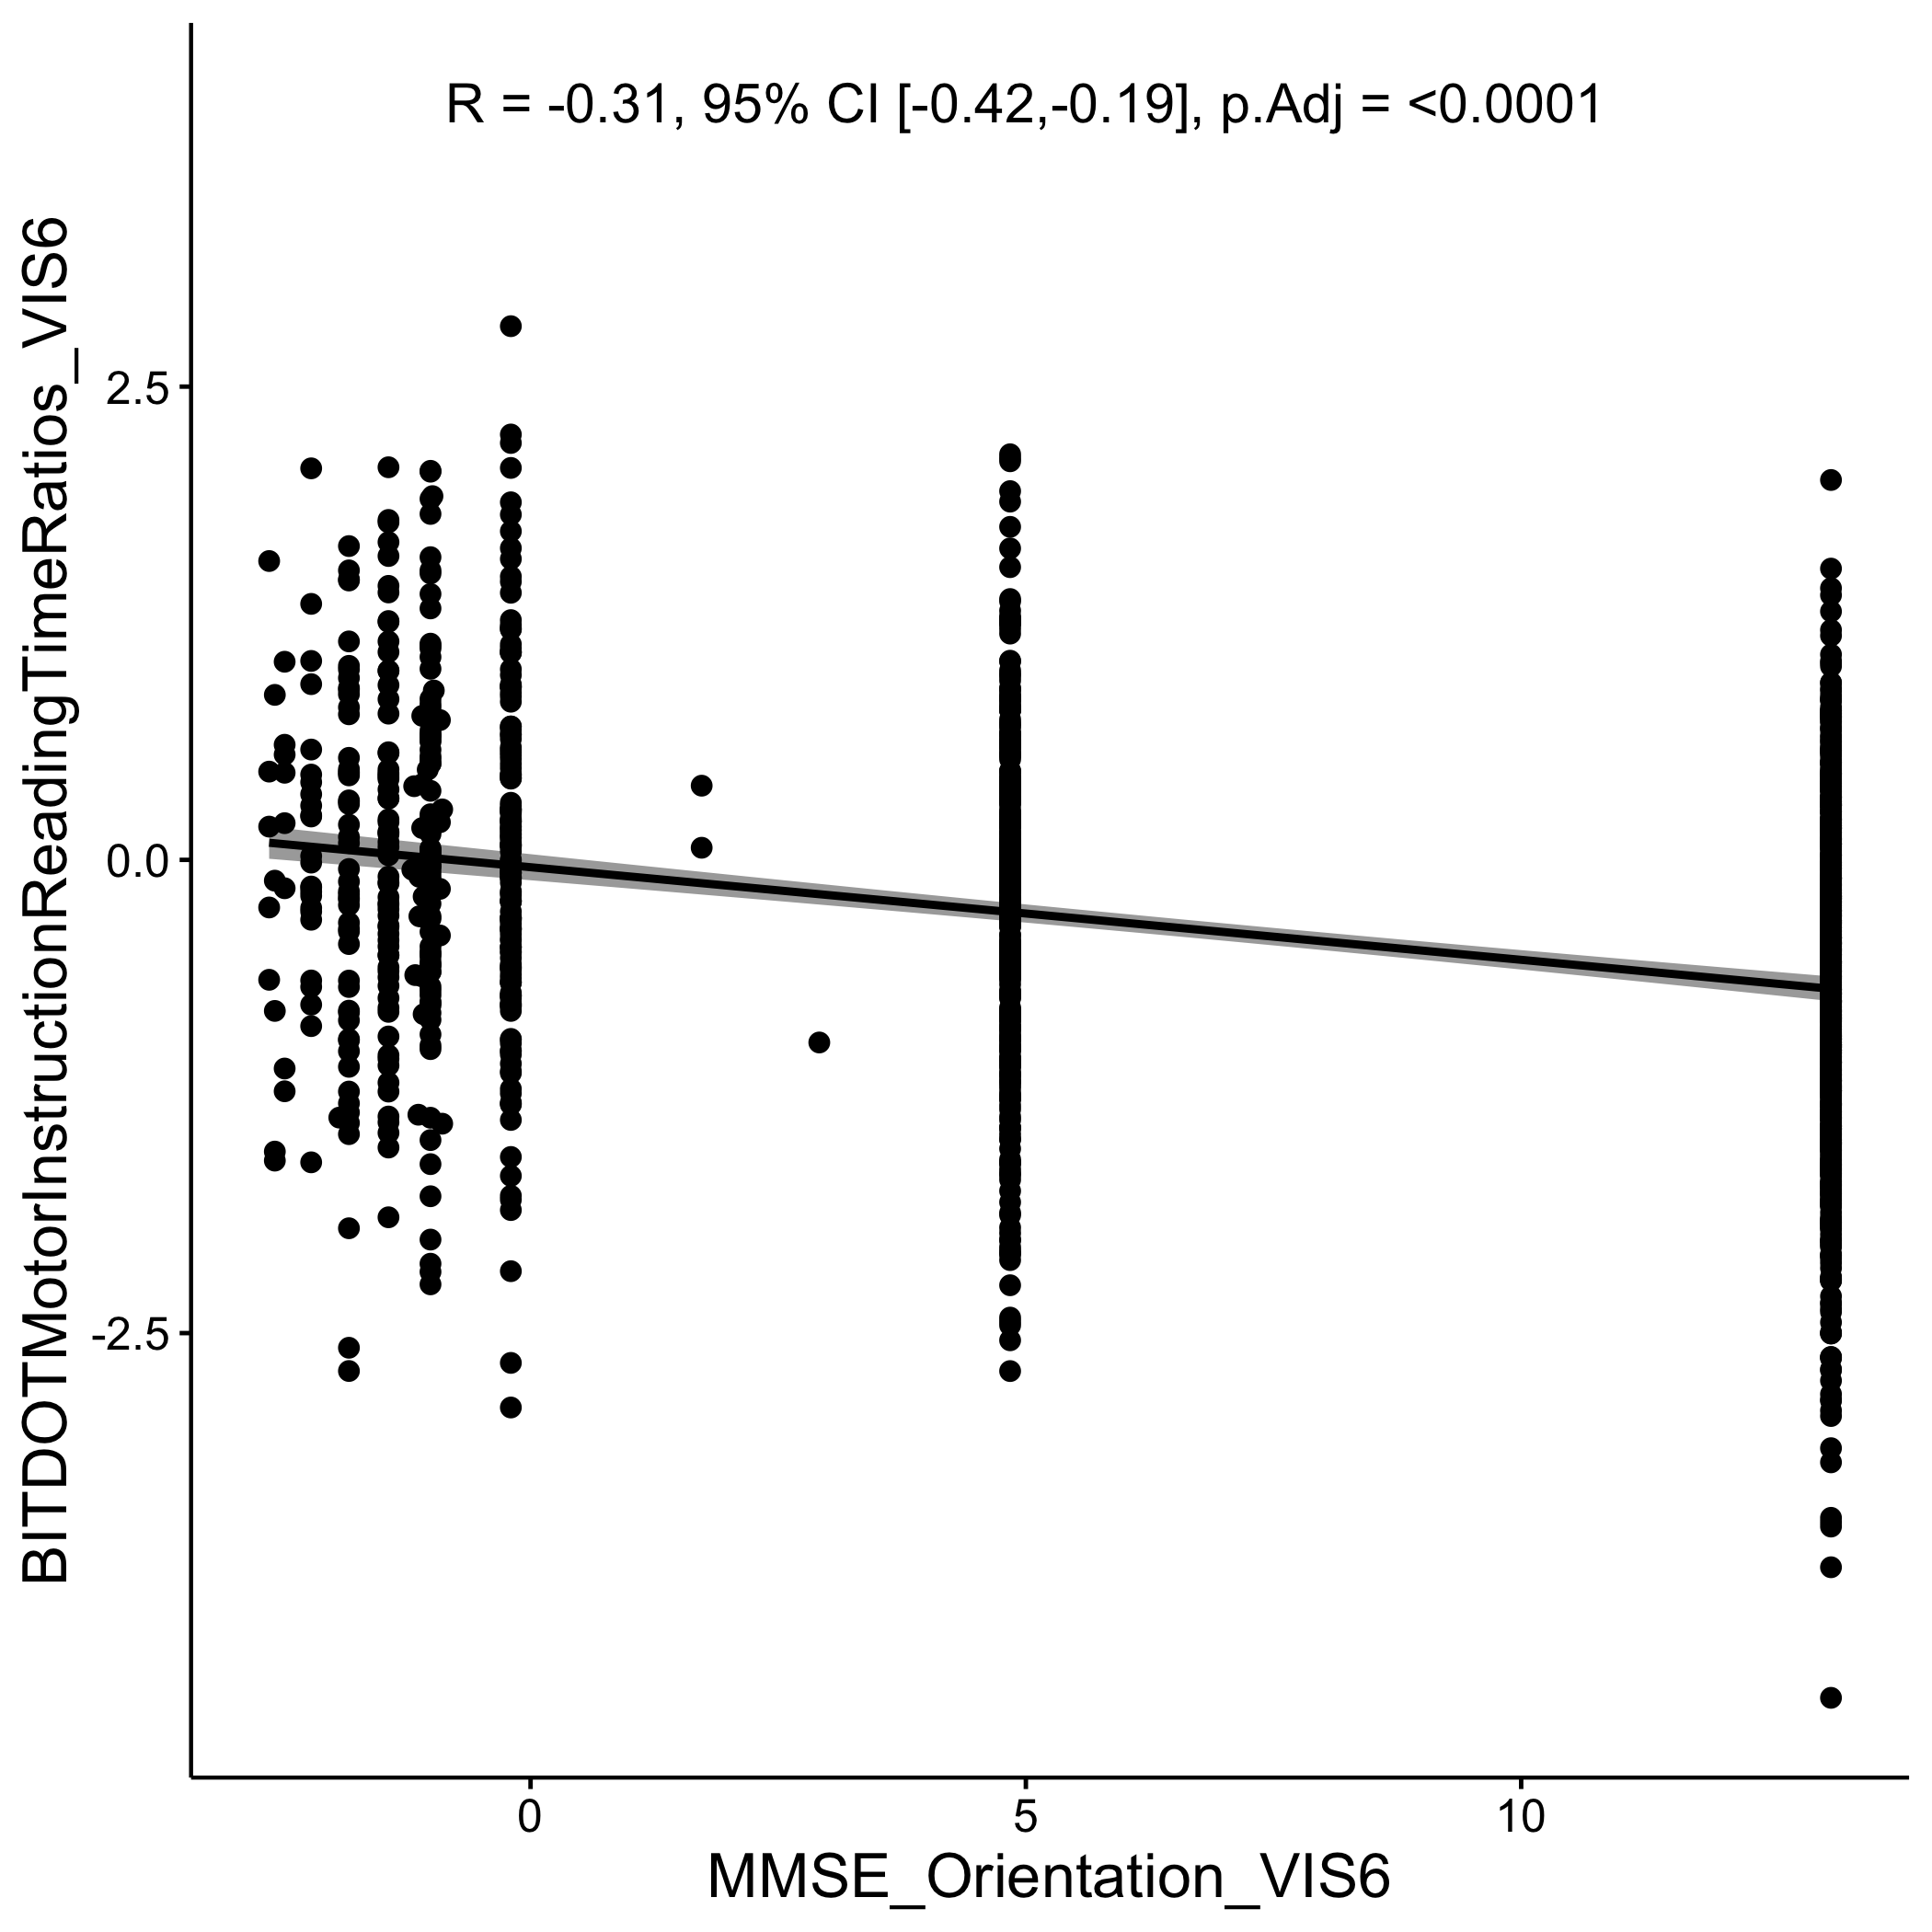 R = -0.31, 95% CI [-0.42,-0.19], p.Adj = <0.0001
BITDOTMotorInstructionReadingTimeRatios_VIS6
2.5
0.0
-2.5
0
5
10
MMSE_Orientation_VIS6